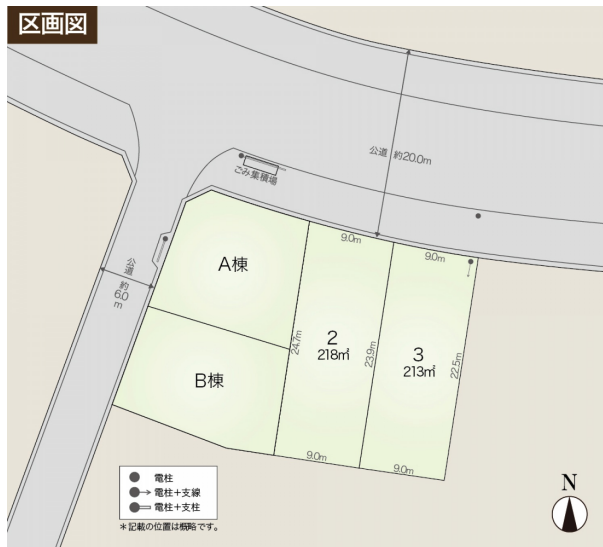 区画図
公道 約20.0m
ごみ集積場
公道 約6.0m
A棟
B棟
9.0m
9.0m
2
218㎡
3
213㎡
24.7m
23.9m
22.5m
9.0m
9.0m
電柱
電柱+支線
電柱+支柱
＊記載の位置は概略です。
N